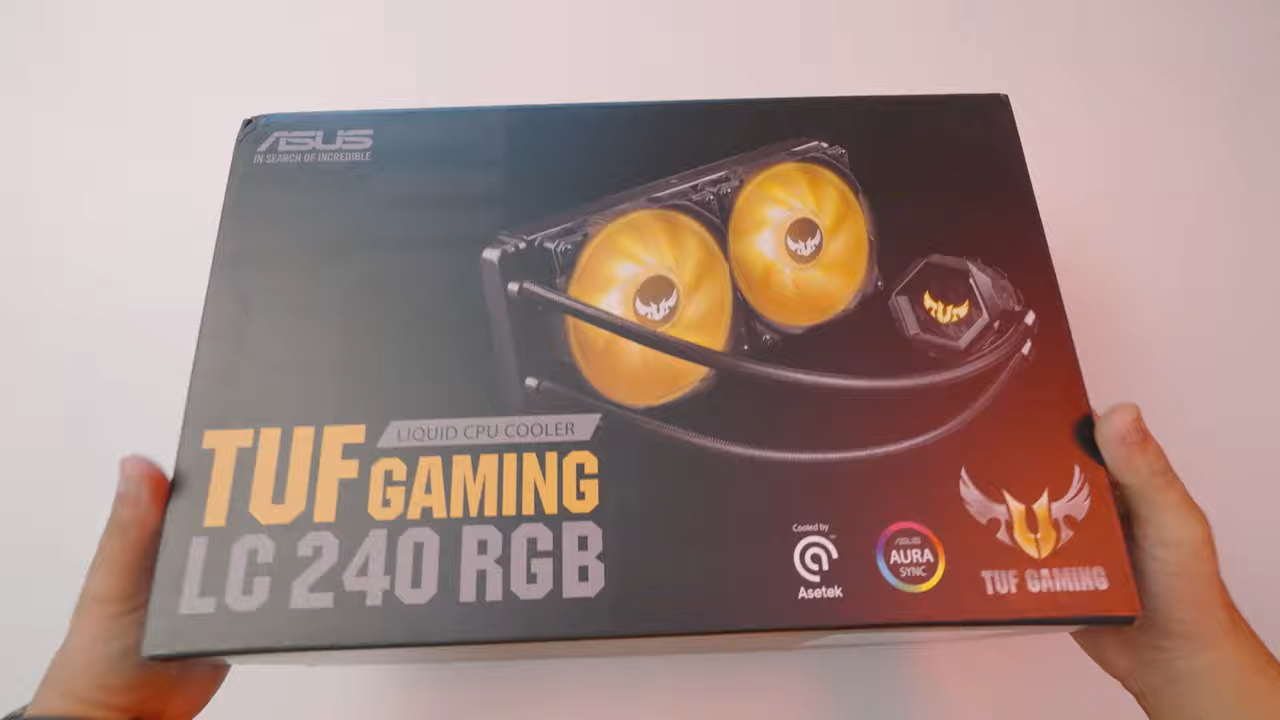 ASUS
IN SEARCH OF INCREDIBLE
LIQUID CPU COOLER
TUF GAMING
LC 240 RGB
Cooled by
Asetek
ASUS
AURA
SYNC
TUF GAMING